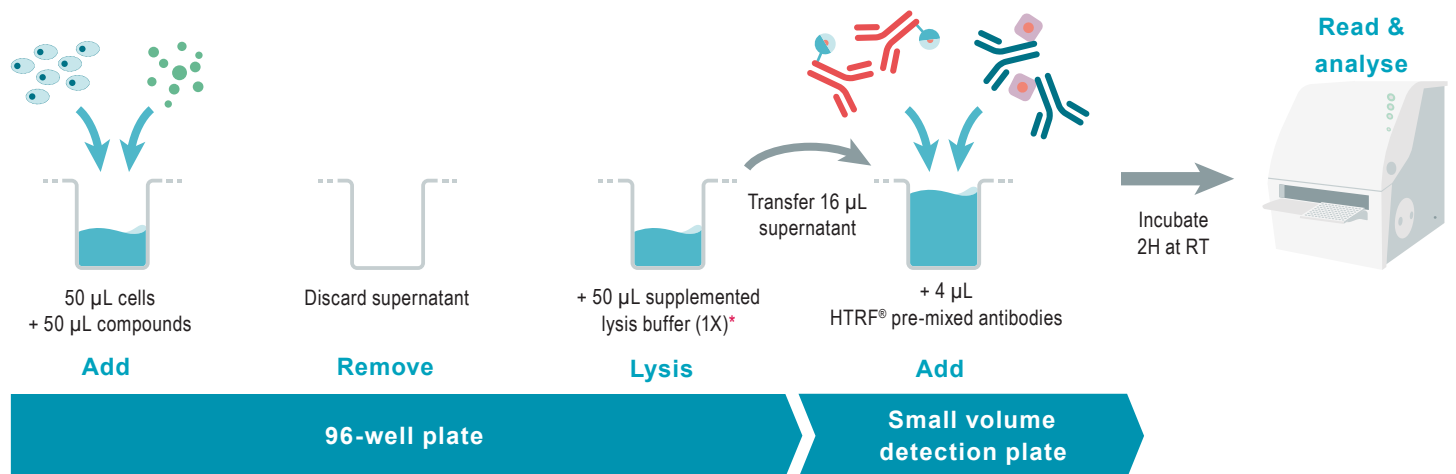 Read &
analyse
Transfer 16 µL
supernatant
Incubate
2H at RT
50 µL cells
+ 50 µL compounds
Discard supernatant
+ 50 µL supplemented
lysis buffer (1X)*
+ 4 µL
HTRF® pre-mixed antibodies
Add
Remove
Lysis
Add
96-well plate
Small volume
detection plate